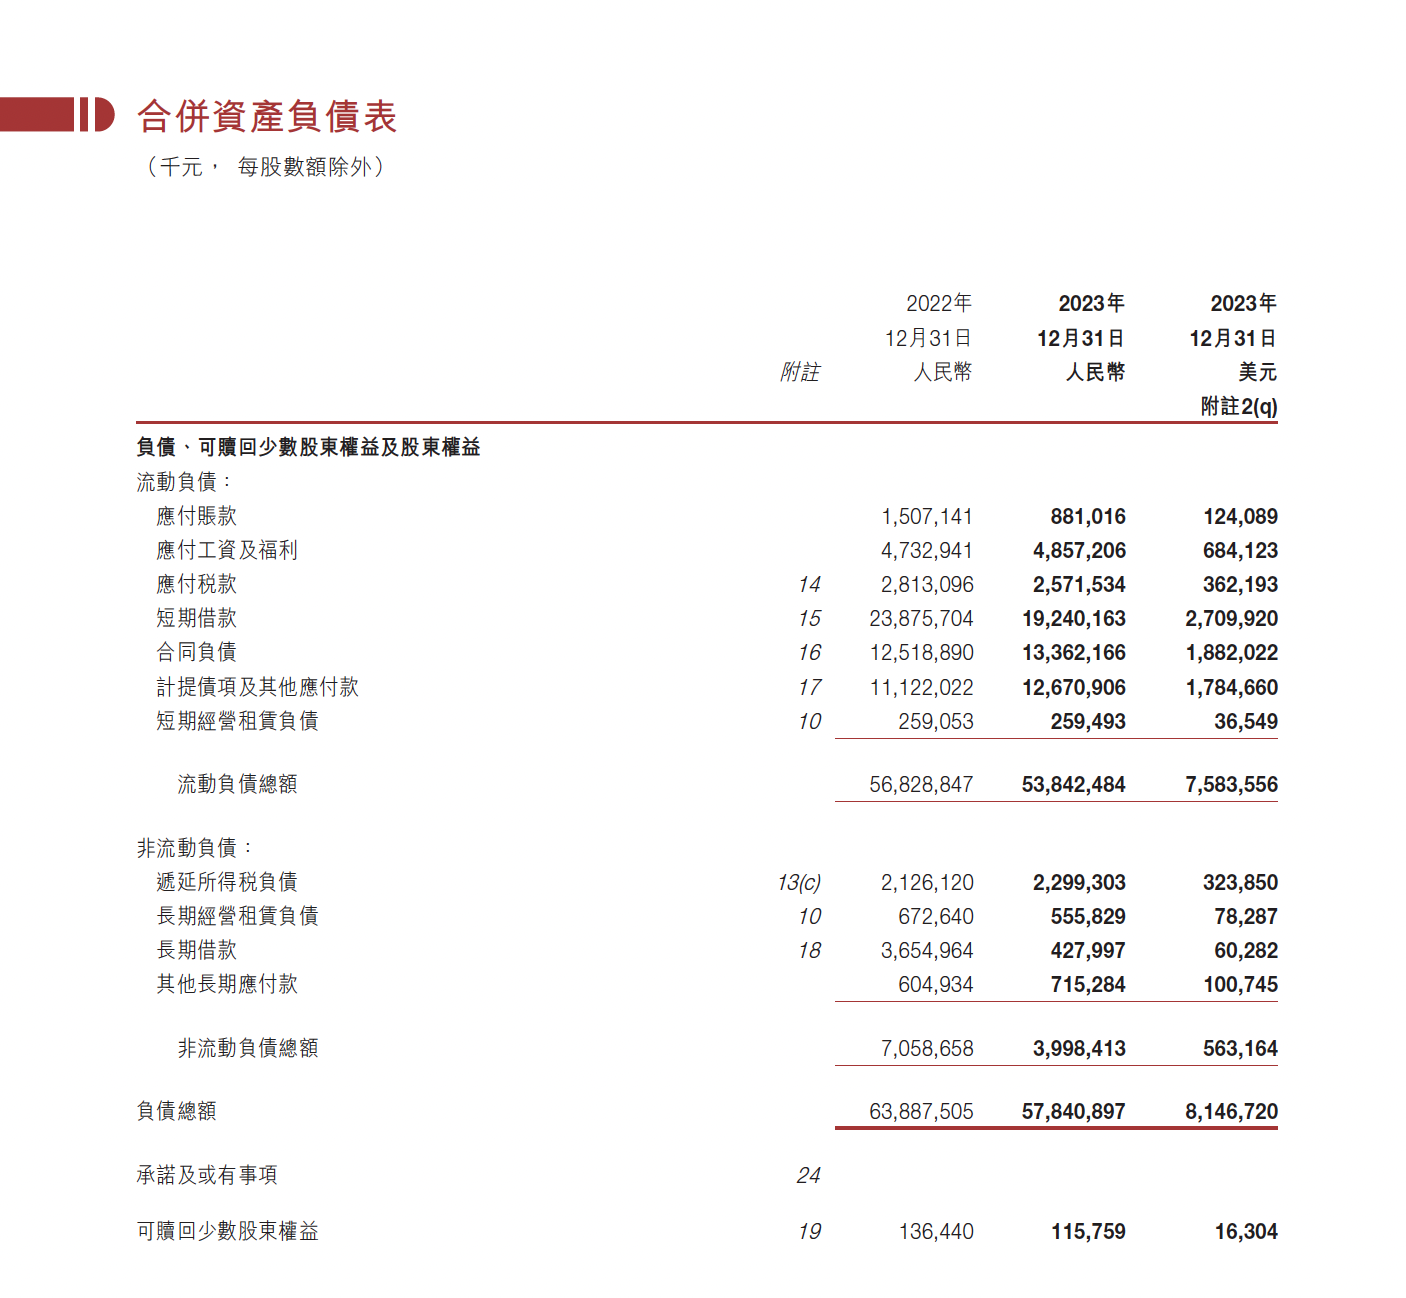 合併資產負債表
（千元， 每股數額除外）
2022年 2023年 2023年
12月31日 12月31日 12月31日
附註 人民幣 人民幣 美元
附註2(q)
負債、可贖回少數股東權益及股東權益
流動負債：
應付賬款 1,507,141 881,016 124,089
應付工資及福利 4,732,941 4,857,206 684,123
應付税款 14 2,813,096 2,571,534 362,193
短期借款 15 23,875,704 19,240,163 2,709,920
合同負債 16 12,518,890 13,362,166 1,882,022
計提債項及其他應付款 17 11,122,022 12,670,906 1,784,660
短期經營租賃負債 10 259,053 259,493 36,549
流動負債總額 56,828,847 53,842,484 7,583,556
非流動負債：
遞延所得税負債 13(c) 2,126,120 2,299,303 323,850
長期經營租賃負債 10 672,640 555,829 78,287
長期借款 18 3,654,964 427,997 60,282
其他長期應付款 604,934 715,284 100,745
非流動負債總額 7,058,658 3,998,413 563,164
負債總額 63,887,505 57,840,897 8,146,720
承諾及或有事項 24
可贖回少數股東權益 19 136,440 115,759 16,304